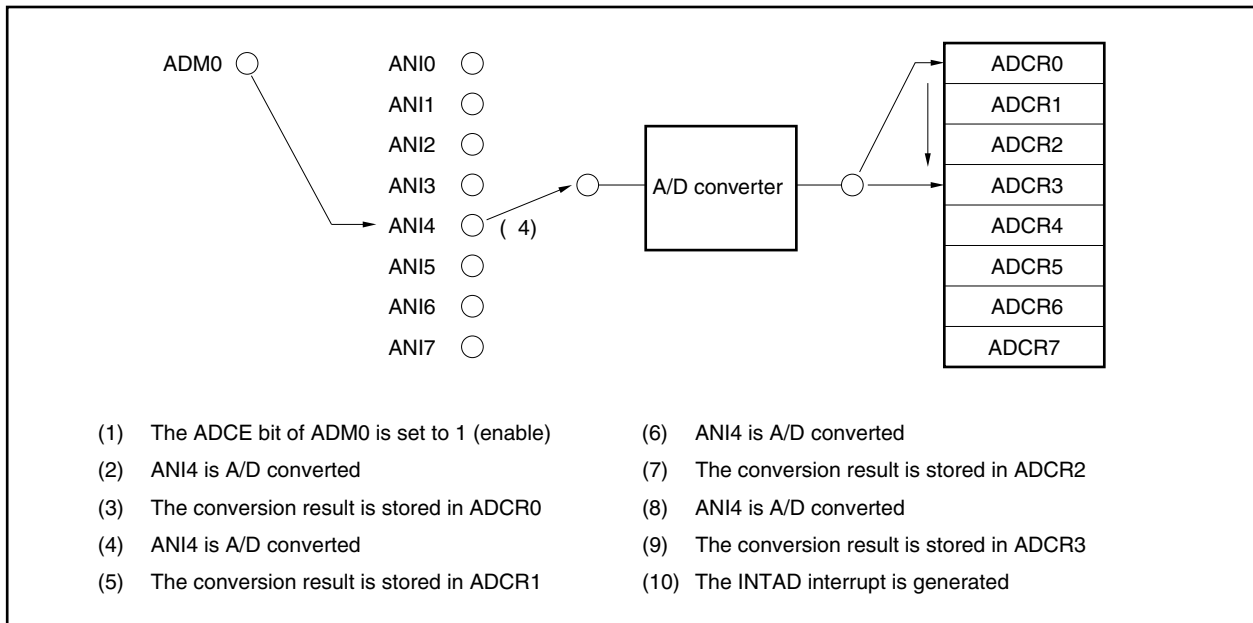 ADM0
ANI0
ANI1
ANI2
ANI3
ANI4
ANI5
ANI6
ANI7
( 4)
A/D converter
ADCR0
ADCR1
ADCR2
ADCR3
ADCR4
ADCR5
ADCR6
ADCR7
(1) The ADCE bit of ADM0 is set to 1 (enable)
(2) ANI4 is A/D converted
(3) The conversion result is stored in ADCR0
(4) ANI4 is A/D converted
(5) The conversion result is stored in ADCR1
(6) ANI4 is A/D converted
(7) The conversion result is stored in ADCR2
(8) ANI4 is A/D converted
(9) The conversion result is stored in ADCR3
(10) The INTAD interrupt is generated